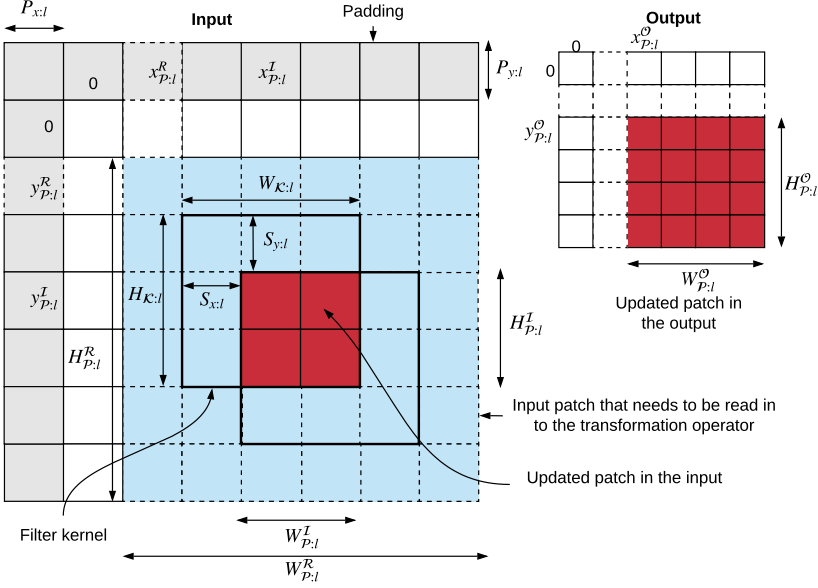 P_{x:l}
Input
Padding
Output
0
x^R_{𝒫:l}
x^ℐ_{𝒫:l}
P_{y:l}
0
x^𝒪_{𝒫:l}
0
0
y^ℛ_{𝒫:l}
W_{𝒦:l}
y^𝒪_{𝒫:l}
H^𝒪_{𝒫:l}
S_{y:l}
y^ℐ_{𝒫:l}
H_{𝒦:l}
S_{x:l}
H^ℐ_{𝒫:l}
W^𝒪_{𝒫:l}
Updated patch in
the output
H^ℛ_{𝒫:l}
Input patch that needs to be read in
to the transformation operator
Updated patch in the input
Filter kernel
W^ℐ_{𝒫:l}
W^ℛ_{𝒫:l}